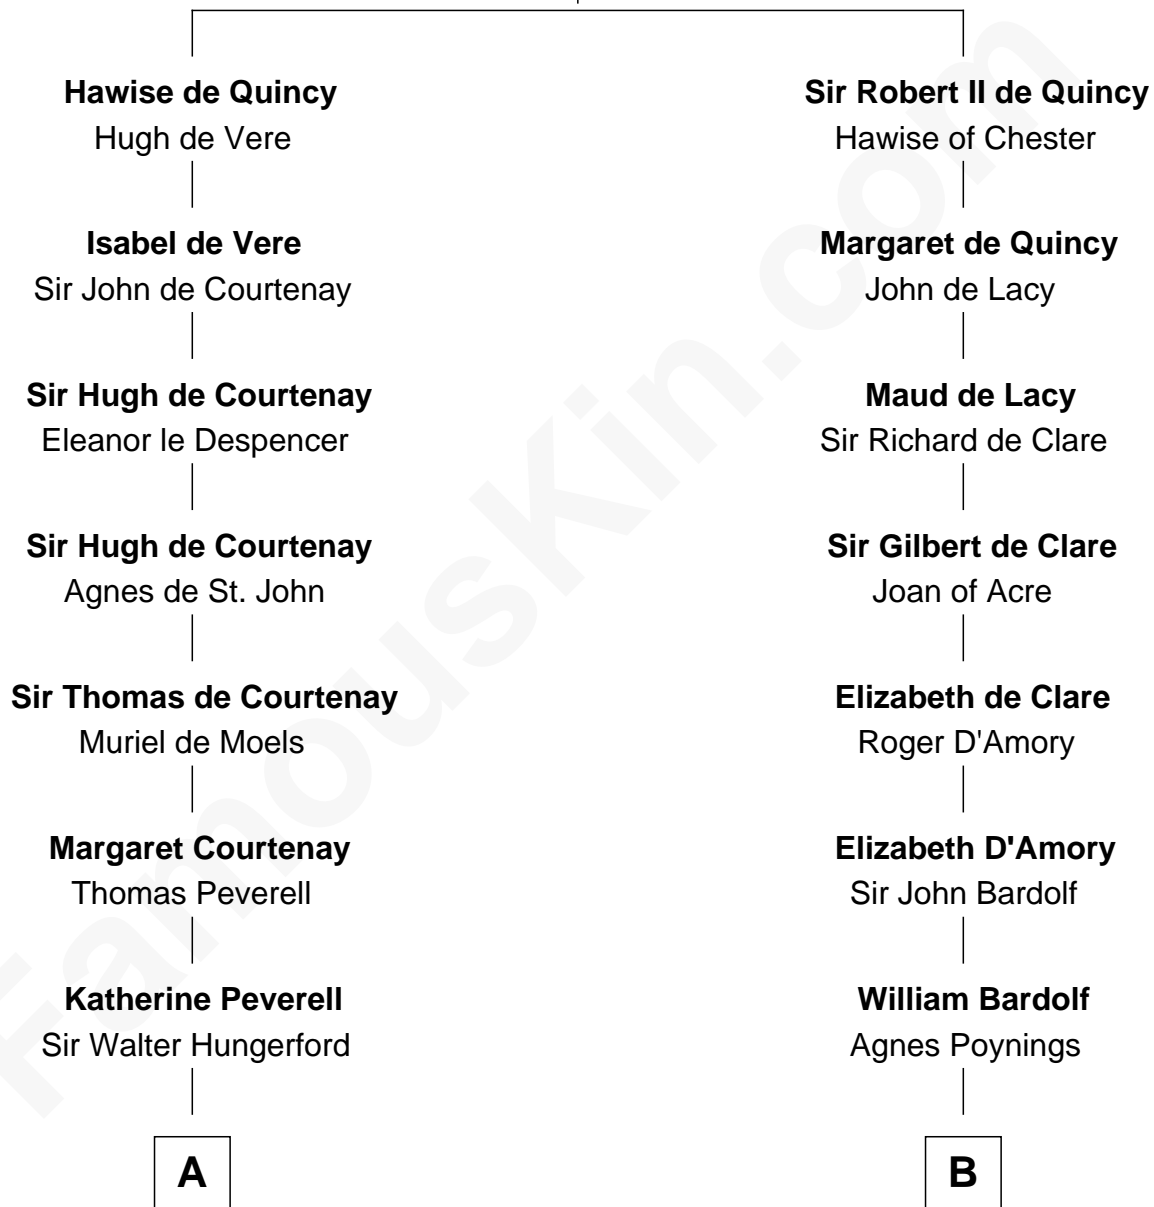 Hawise de Quincy
Hugh de Vere
Sir Robert II de Quincy
Hawise of Chester
Isabel de Vere
Sir John de Courtenay
Margaret de Quincy
John de Lacy
Sir Hugh de Courtenay
Eleanor le Despencer
Maud de Lacy
Sir Richard de Clare
Sir Hugh de Courtenay
Agnes de St. John
Sir Gilbert de Clare
Joan of Acre
Sir Thomas de Courtenay
Muriel de Moels
Elizabeth de Clare
Roger D'Amory
Margaret Courtenay
Thomas Peverell
Elizabeth D'Amory
Sir John Bardolf
Katherine Peverell
Sir Walter Hungerford
William Bardolf
Agnes Poynings
A
B
FamousKin.com